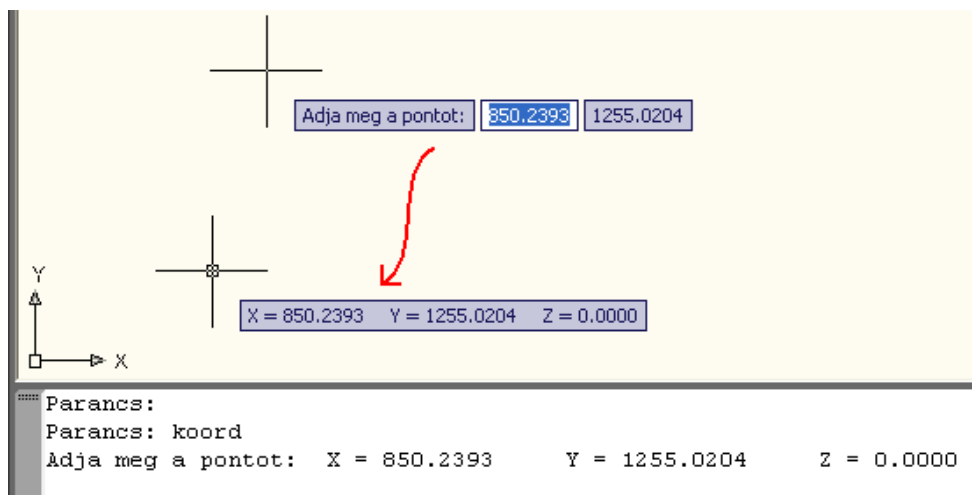 Adja meg a pontot: 850.2393 1255.0204
Y
X = 850.2393 Y = 1255.0204 Z = 0.0000
X
Parancs:
Parancs: koord
Adja meg a pontot: X = 850.2393 Y = 1255.0204 Z = 0.0000